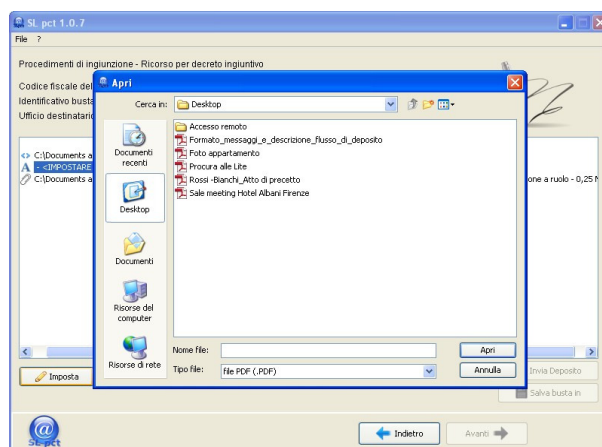 SL pct 1.0.7
File ?
Procedimenti di ingiunzione - Ricorso per decreto ingiuntivo
Codice fiscale del
Identificativo busta
Ufficio destinatario
Apri
Cerca in: Desktop
Documenti recenti
Desktop
Documenti
Risorse del computer
Risorse di rete
Accesso remoto
Formato_messaggi_e_descrizione_flusso_di_deposito
Foto appartamento
Procura alle Lite
Rossi -Bianchi_Atto di precetto
Sale meeting Hotel Albani Firenze
C:\Documents a
A - <IMPOSTARE
C:\Documents a
one a ruolo - 0,25 M
Nome file:
Apri
Tipo file: file PDF (.PDF)
Annulla
Imposta
Invia Deposito
Salva busta in
SL pct
Indietro
Avanti